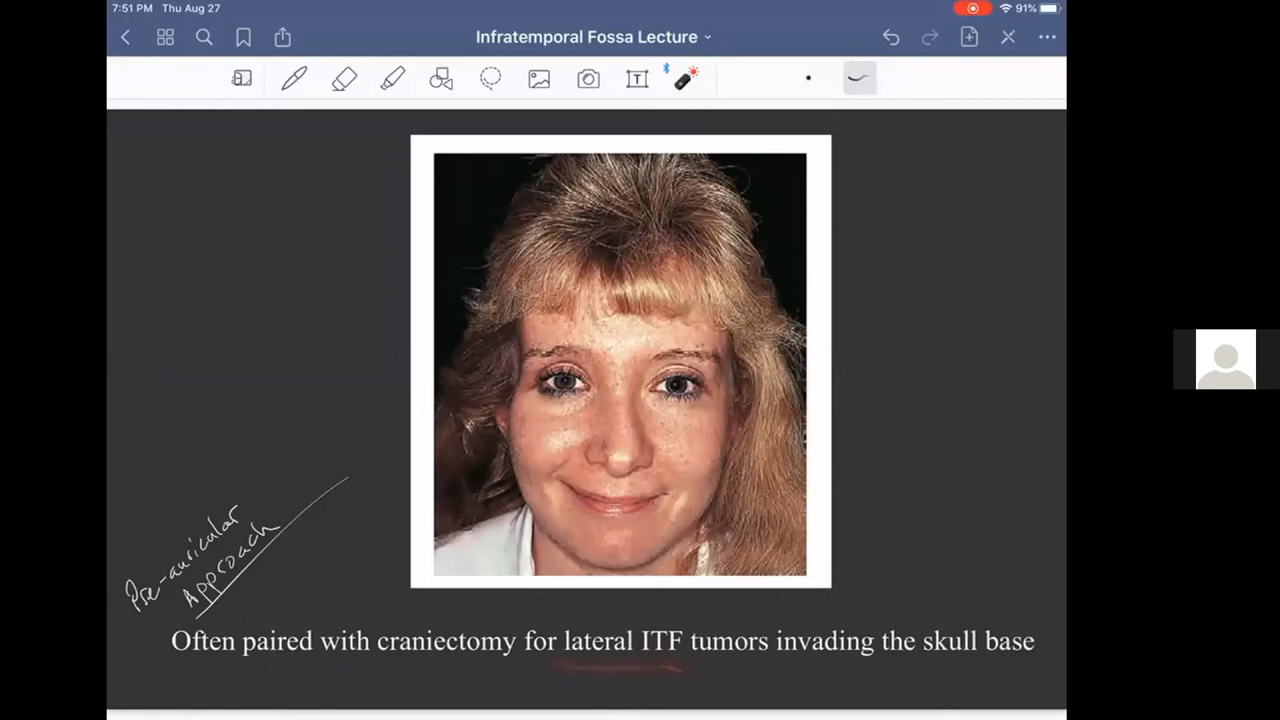 7:51 PM Thu Aug 27
91%
Infratemporal Fossa Lecture
T
Pre-auricular
Approach
Often paired with craniectomy for lateral ITF tumors invading the skull base